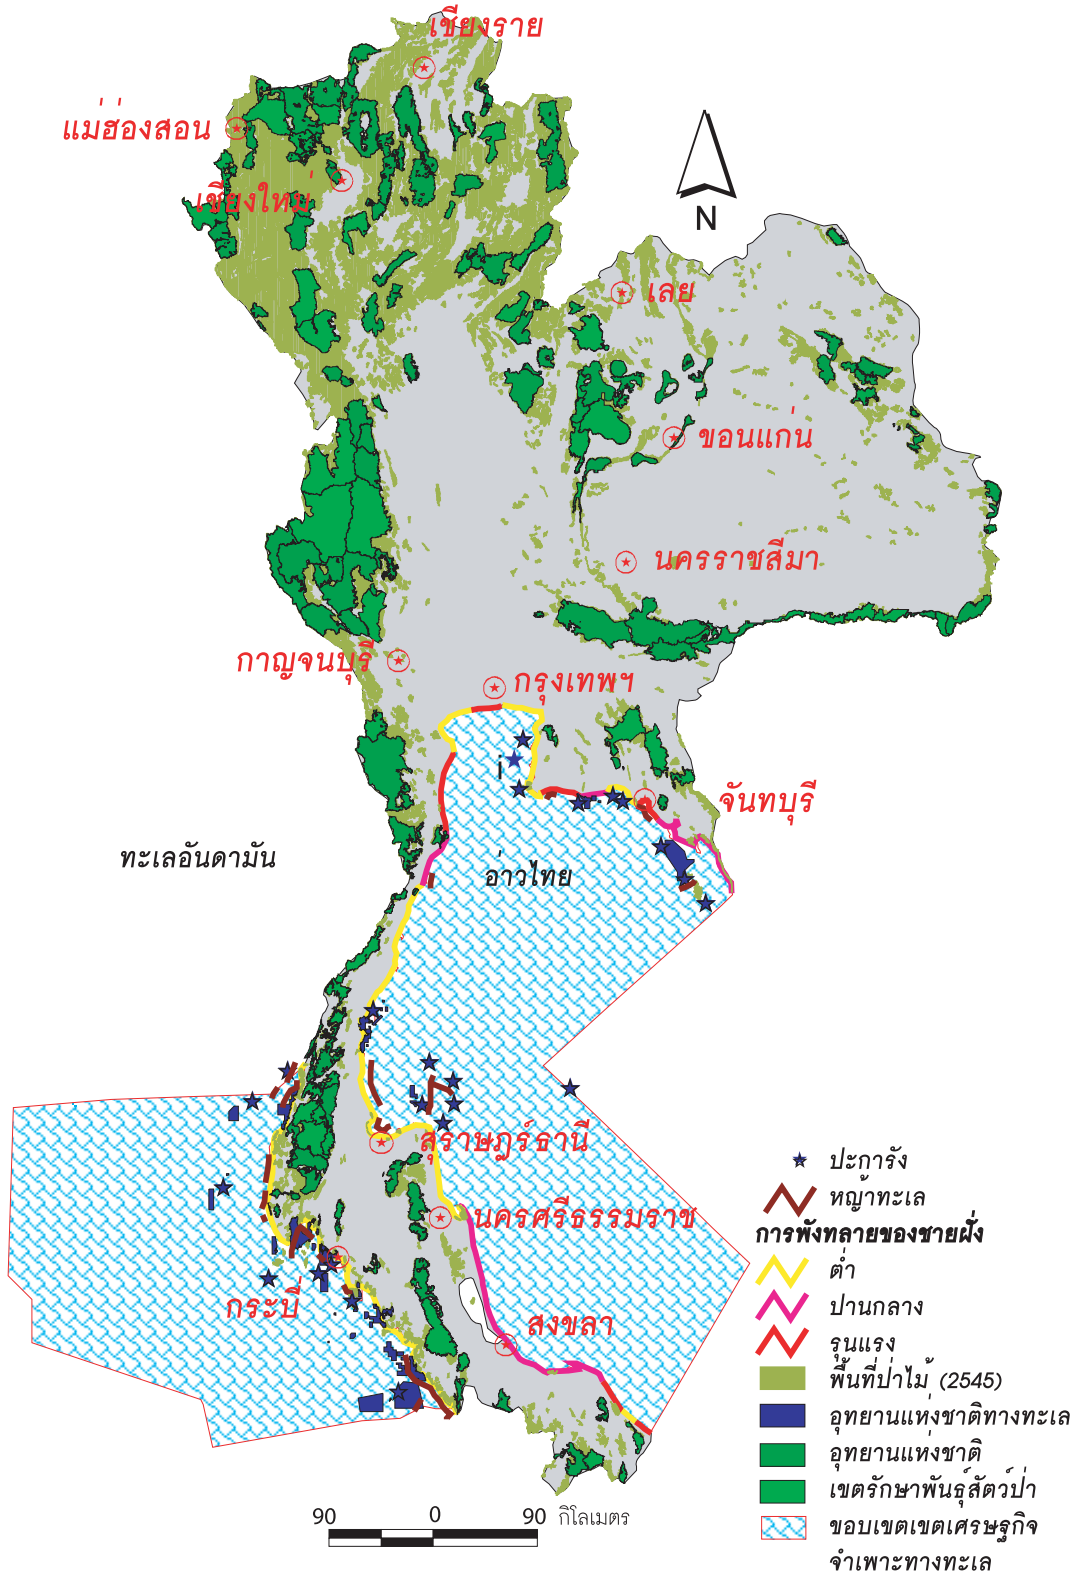 เชียงราย
แม่ฮ่องสอน
เชียงใหม่
N
เลย
ขอนแก่น
นครราชสีมา
กาญจนบุรี
กรุงเทพฯ
i
จันทบุรี
ทะเลอันดามัน
อ่าวไทย
สุราษฎร์ธานี
นครศรีธรรมราช
กระบี่
สงขลา
ปะการัง
หญ้าทะเล
การพังทลายของชายฝั่ง
ต่ำ
ปานกลาง
รุนแรง
พื้นที่ป่าไม้ (2545)
อุทยานแห่งชาติทางทะเล
อุทยานแห่งชาติ
เขตรักษาพันธุ์สัตว์ป่า
ขอบเขตเขตเศรษฐกิจ
จำเพาะทางทะเล
90 0 90 กิโลเมตร